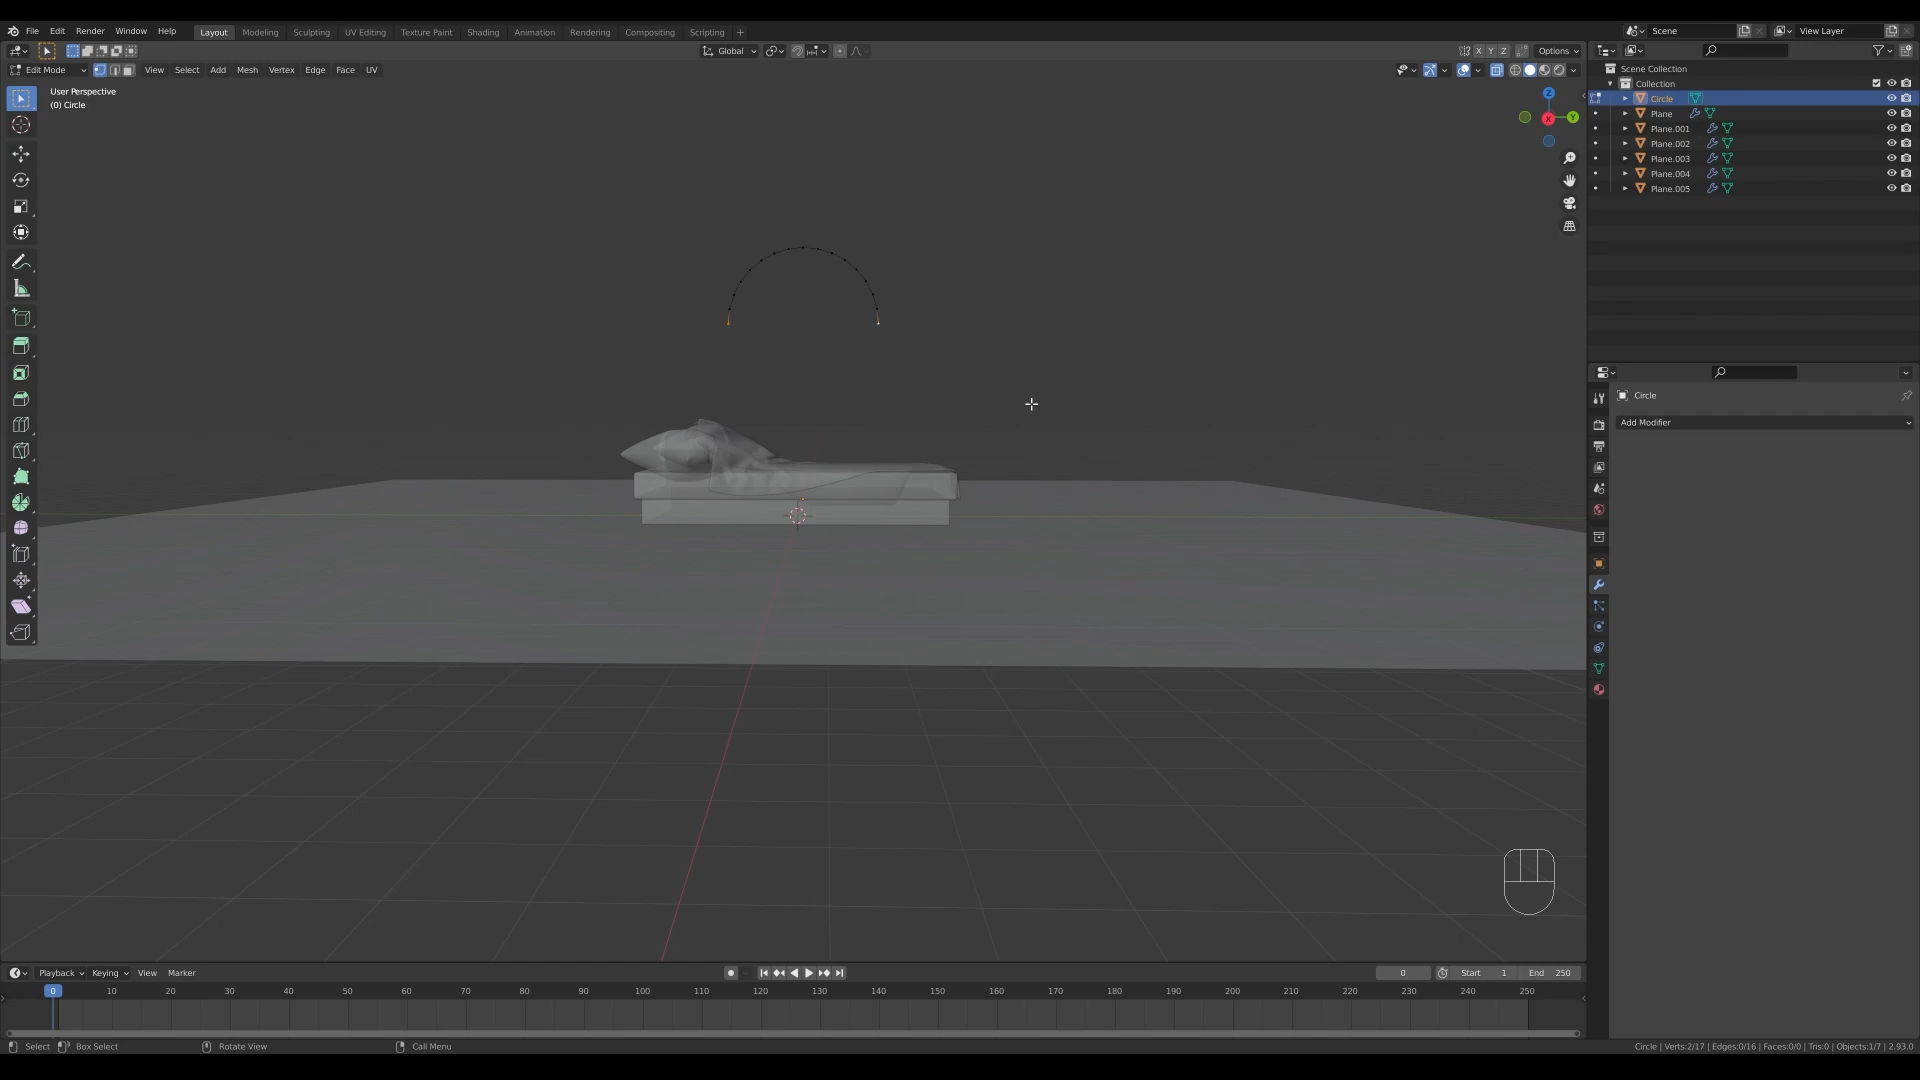 File Edit Render Window Help Layout Modeling Sculpting UV Editing Texture Paint Shading Animation Rendering Compositing Scripting + Scene View Layer
Global X Y Z Options
Edit Mode View Select Add Mesh Vertex Edge Face UV
User Perspective
(0) Circle
Z
X
Y
Scene Collection
Collection
Circle
Plane
Plane.001
Plane.002
Plane.003
Plane.004
Plane.005
Circle
Add Modifier
Playback Keying View Marker 0 Start 1 End 250
0 10 20 30 40 50 60 70 80 90 100 110 120 130 140 150 160 170 180 190 200 210 220 230 240 250
Select Box Select Rotate View Call Menu Circle | Verts:2/17 | Edges:0/16 | Faces:0/0 | Tris:0 | Objects:1/7 | 2.93.0